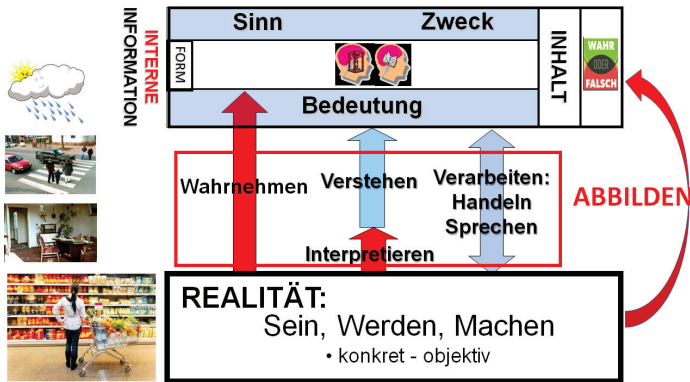 Sinn Zweck
INTERNE
INFORMATION
FORM
INHALT
WAHR
ODER
FALSCH
Bedeutung
Wahrnehmen
Verstehen
Verarbeiten:
Handeln
Sprechen
ABBILDEN
Interpretieren
REALITÄT:
Sein, Werden, Machen
• konkret - objektiv